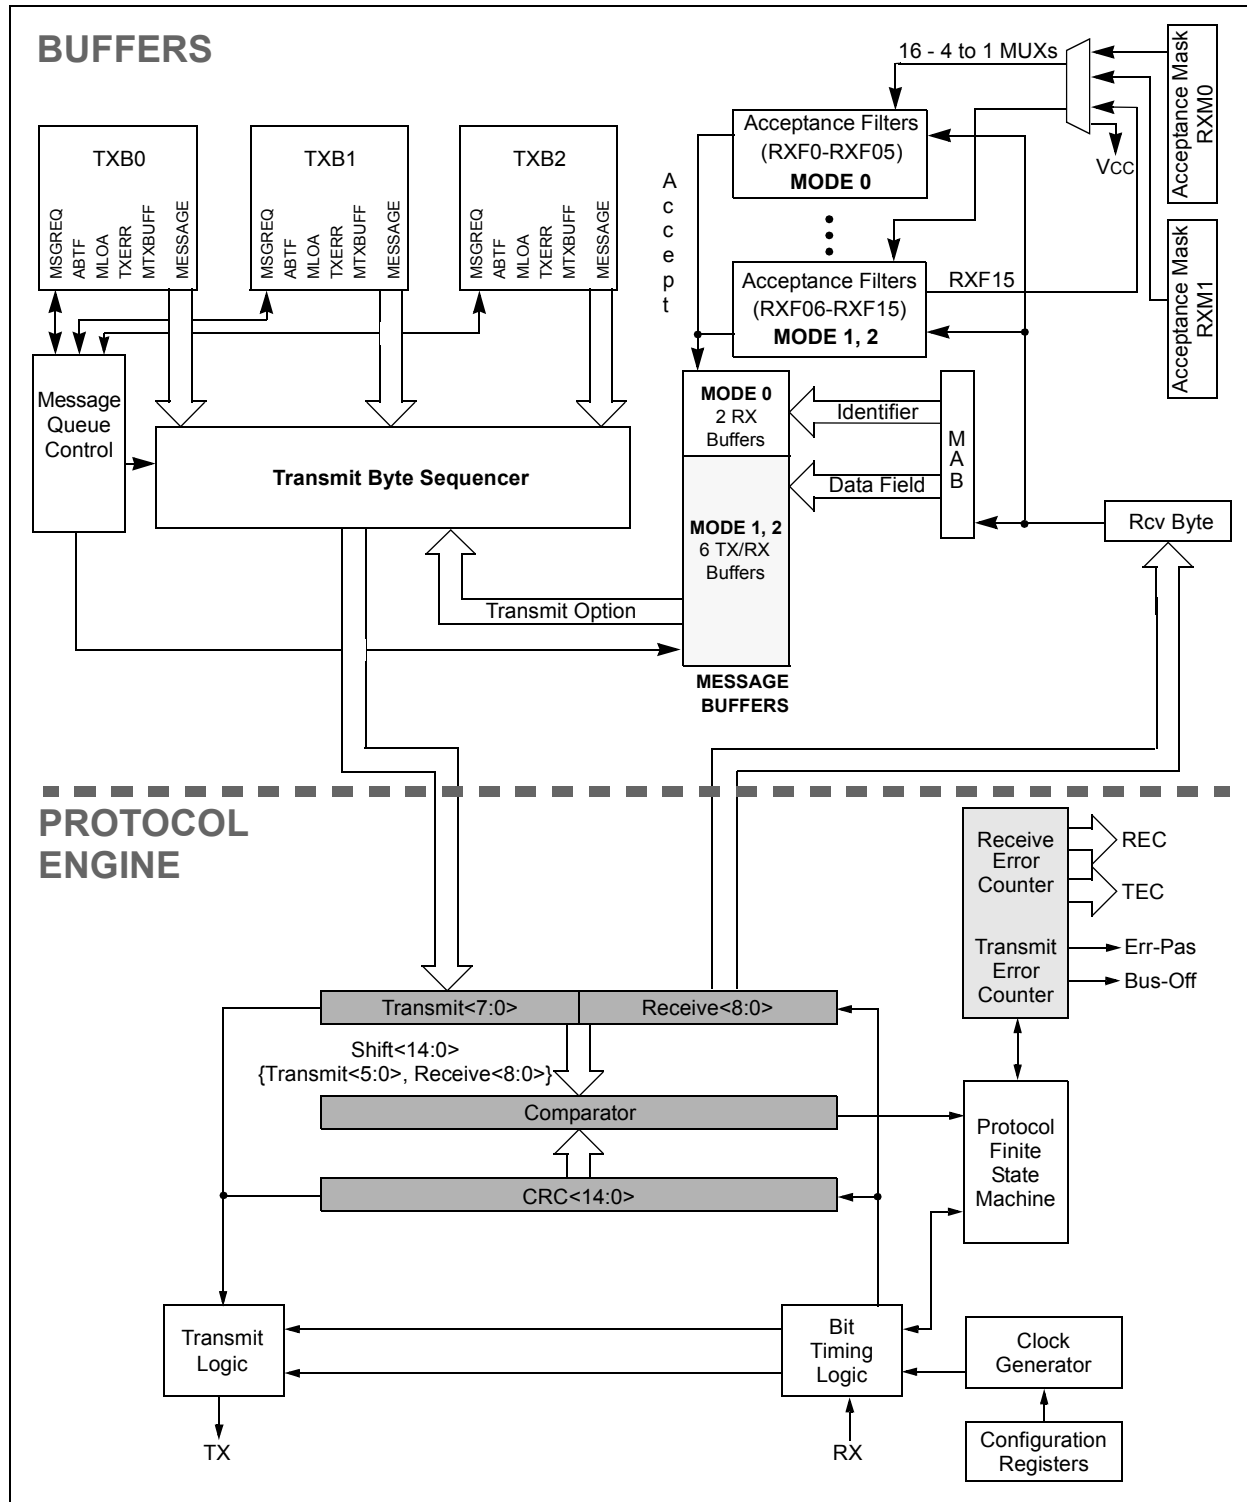 BUFFERS
16 - 4 to 1 MUXs
Acceptance Mask
RXM0
VCC
Acceptance Mask
RXM1
TXB0
MSGREQ
ABTF
MLOA
TXERR
MTXBUFF
MESSAGE
TXB1
MSGREQ
ABTF
MLOA
TXERR
MTXBUFF
MESSAGE
TXB2
MSGREQ
ABTF
MLOA
TXERR
MTXBUFF
MESSAGE
Accept
Acceptance Filters
(RXF0-RXF05)
MODE 0
Acceptance Filters
(RXF06-RXF15)
MODE 1, 2
RXF15
Message
Queue
Control
Transmit Byte Sequencer
MODE 0
2 RX
Buffers
Identifier
Data Field
MAB
MODE 1, 2
6 TX/RX
Buffers
Rcv Byte
Transmit Option
MESSAGE
BUFFERS
PROTOCOL
ENGINE
Receive
Error
Counter
REC
TEC
Transmit
Error
Counter
Err-Pas
Bus-Off
Transmit<7:0>
Receive<8:0>
Shift<14:0>
{Transmit<5:0>, Receive<8:0>}
Comparator
CRC<14:0>
Protocol
Finite
State
Machine
Transmit
Logic
Bit
Timing
Logic
Clock
Generator
TX
RX
Configuration
Registers